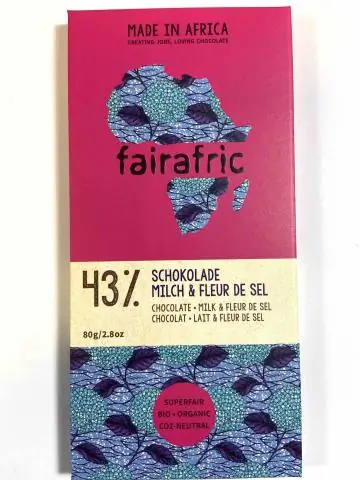 MADE IN AFRICA
CREATING JOBS, LOVING CHOCOLATE
fairafric
43%
SCHOKOLADE
MILCH & FLEUR DE SEL
CHOCOLATE • MILK & FLEUR DE SEL
CHOCOLAT • LAIT & FLEUR DE SEL
80g/2.8oz
SUPERFAIR
BIO • ORGANIC
CO2-NEUTRAL